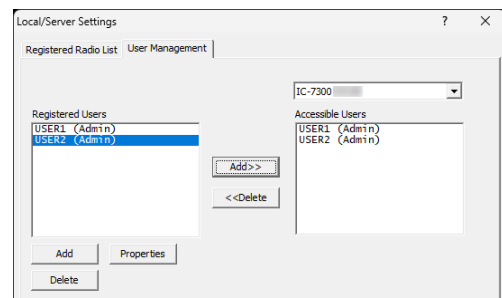 Local/Server Settings
?
Registered Radio List
User Management
IC-7300
Registered Users
Accessible Users
USER1 (Admin)
USER2 (Admin)
USER1 (Admin)
USER2 (Admin)
Add>>
<<Delete
Add
Properties
Delete